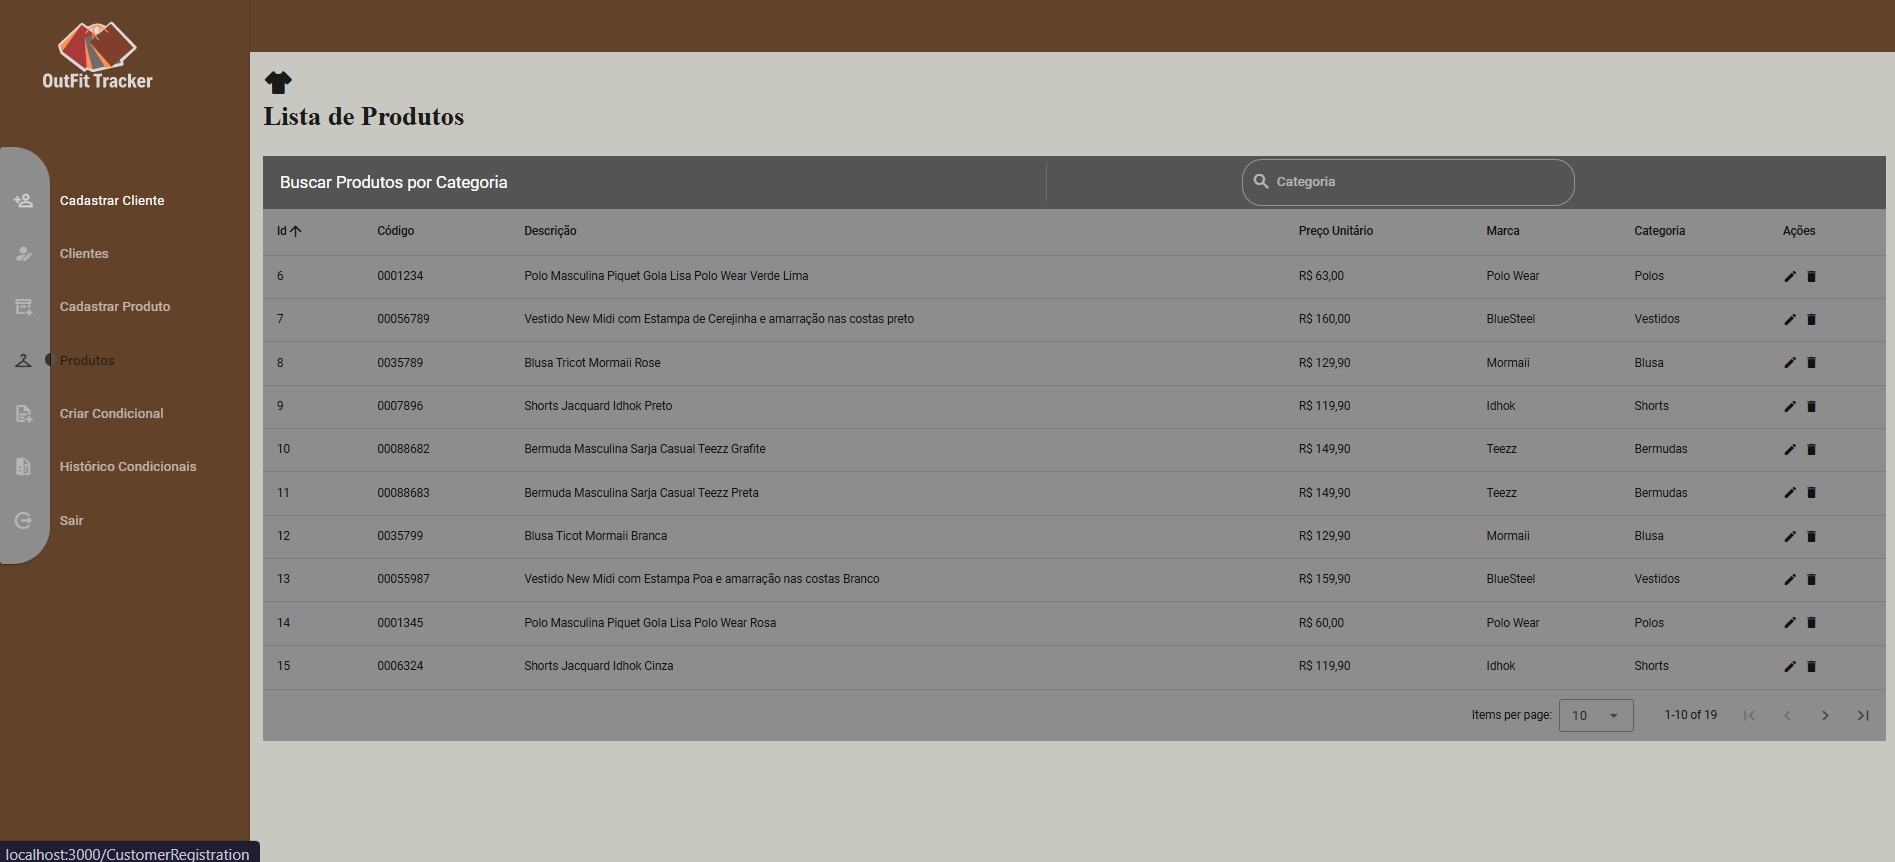 OutFit Tracker
Cadastrar Cliente
Clientes
Cadastrar Produto
Produtos
Criar Condicional
Histórico Condicionais
Sair
Lista de Produtos
Buscar Produtos por Categoria
Categoria
Id Código Descrição Preço Unitário Marca Categoria Ações
6 0001234 Polo Masculina Piquet Gola Lisa Polo Wear Verde Lima R$ 63,00 Polo Wear Polos
7 00056789 Vestido New Midi com Estampa de Cerejinha e amarração nas costas preto R$ 160,00 BlueSteel Vestidos
8 0035789 Blusa Tricot Mormaii Rose R$ 129,90 Mormaii Blusa
9 0007896 Shorts Jacquard Idhok Preto R$ 119,90 Idhok Shorts
10 00088682 Bermuda Masculina Sarja Casual Teezz Grafite R$ 149,90 Teezz Bermudas
11 00088683 Bermuda Masculina Sarja Casual Teezz Preta R$ 149,90 Teezz Bermudas
12 0035799 Blusa Ticot Mormaii Branca R$ 129,90 Mormaii Blusa
13 00055987 Vestido New Midi com Estampa Poa e amarração nas costas Branco R$ 159,90 BlueSteel Vestidos
14 0001345 Polo Masculina Piquet Gola Lisa Polo Wear Rosa R$ 60,00 Polo Wear Polos
15 0006324 Shorts Jacquard Idhok Cinza R$ 119,90 Idhok Shorts
Items per page: 10 1-10 of 19
localhost:3000/CustomerRegistration